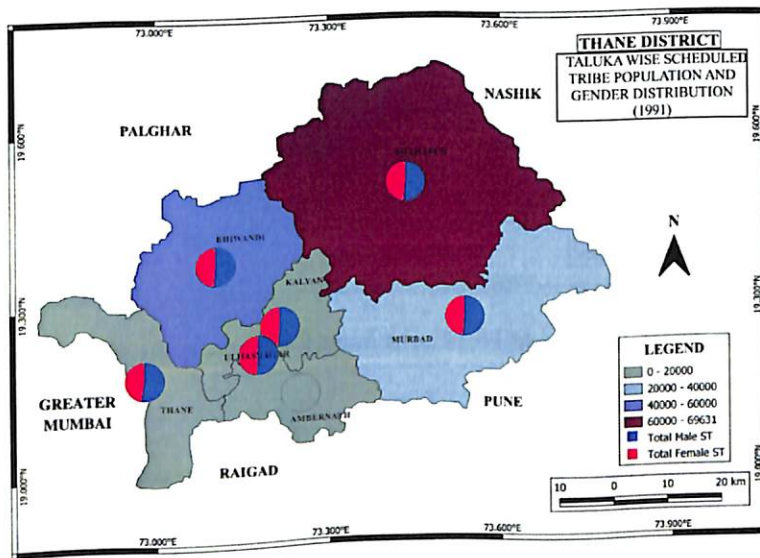 73.000°E 73.300°E 73.600°E 73.900°E
THANE DISTRICT
TALUKA WISE SCHEDULED
TRIBE POPULATION AND
GENDER DISTRIBUTION
(1991)
NASHIK
PALGHAR
19.600°N 19.600°N
SHAHAPUR
N
BHIWANDI
KALYAN
19.300°N 19.300°N
MURBAD
ULHASNAGAR
LEGEND
0 - 20000
20000 - 40000
40000 - 60000
60000 - 69631
Total Male ST
Total Female ST
GREATER
MUMBAI
THANE
AMBERNATH
PUNE
RAIGAD
19.000°N 19.000°N
10 0 10 20 km
73.000°E 73.300°E 73.600°E 73.900°E